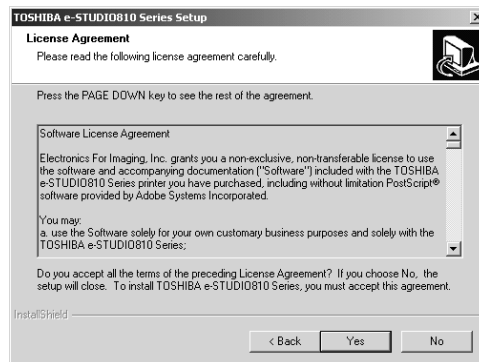 TOSHIBA e-STUDIO810 Series Setup
License Agreement
Please read the following license agreement carefully.
Press the PAGE DOWN key to see the rest of the agreement.
Software License Agreement
Electronics For Imaging, Inc. grants you a non-exclusive, non-transferable license to use
the software and accompanying documentation ("Software") included with the TOSHIBA
e-STUDIO810 Series printer you have purchased, including without limitation PostScript®
software provided by Adobe Systems Incorporated.
You may:
a. use the Software solely for your own customary business purposes and solely with the
TOSHIBA e-STUDIO810 Series;
Do you accept all the terms of the preceding License Agreement? If you choose No, the
setup will close. To install TOSHIBA e-STUDIO810 Series, you must accept this agreement.
InstallShield
< Back Yes No